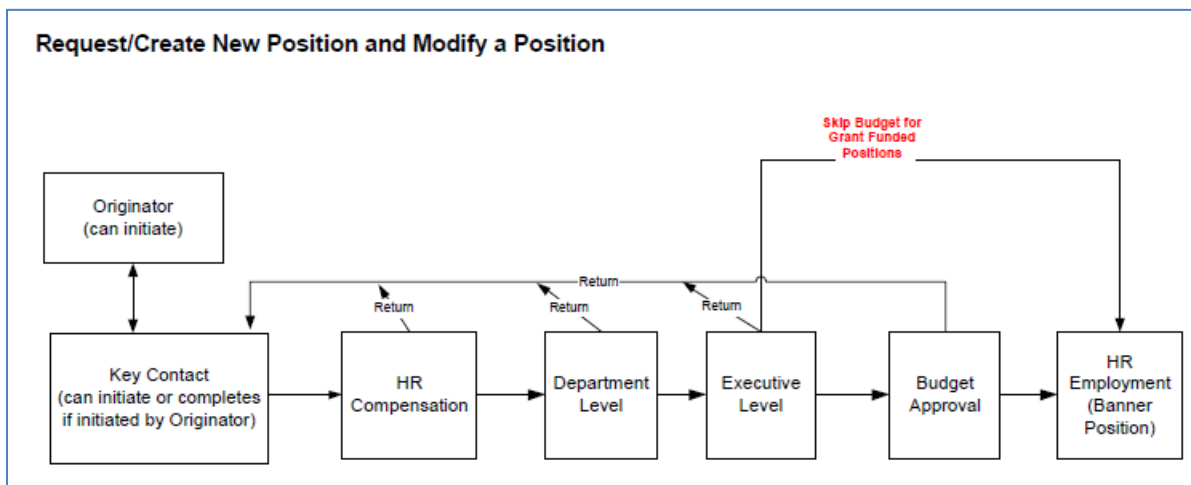 Request/Create New Position and Modify a Position
Skip Budget for
Grant Funded
Positions
Originator
(can initiate)
Return
Return
Return
Return
Key Contact
(can initiate or completes
if initiated by Originator)
HR
Compensation
Department
Level
Executive
Level
Budget
Approval
HR
Employment
(Banner
Position)